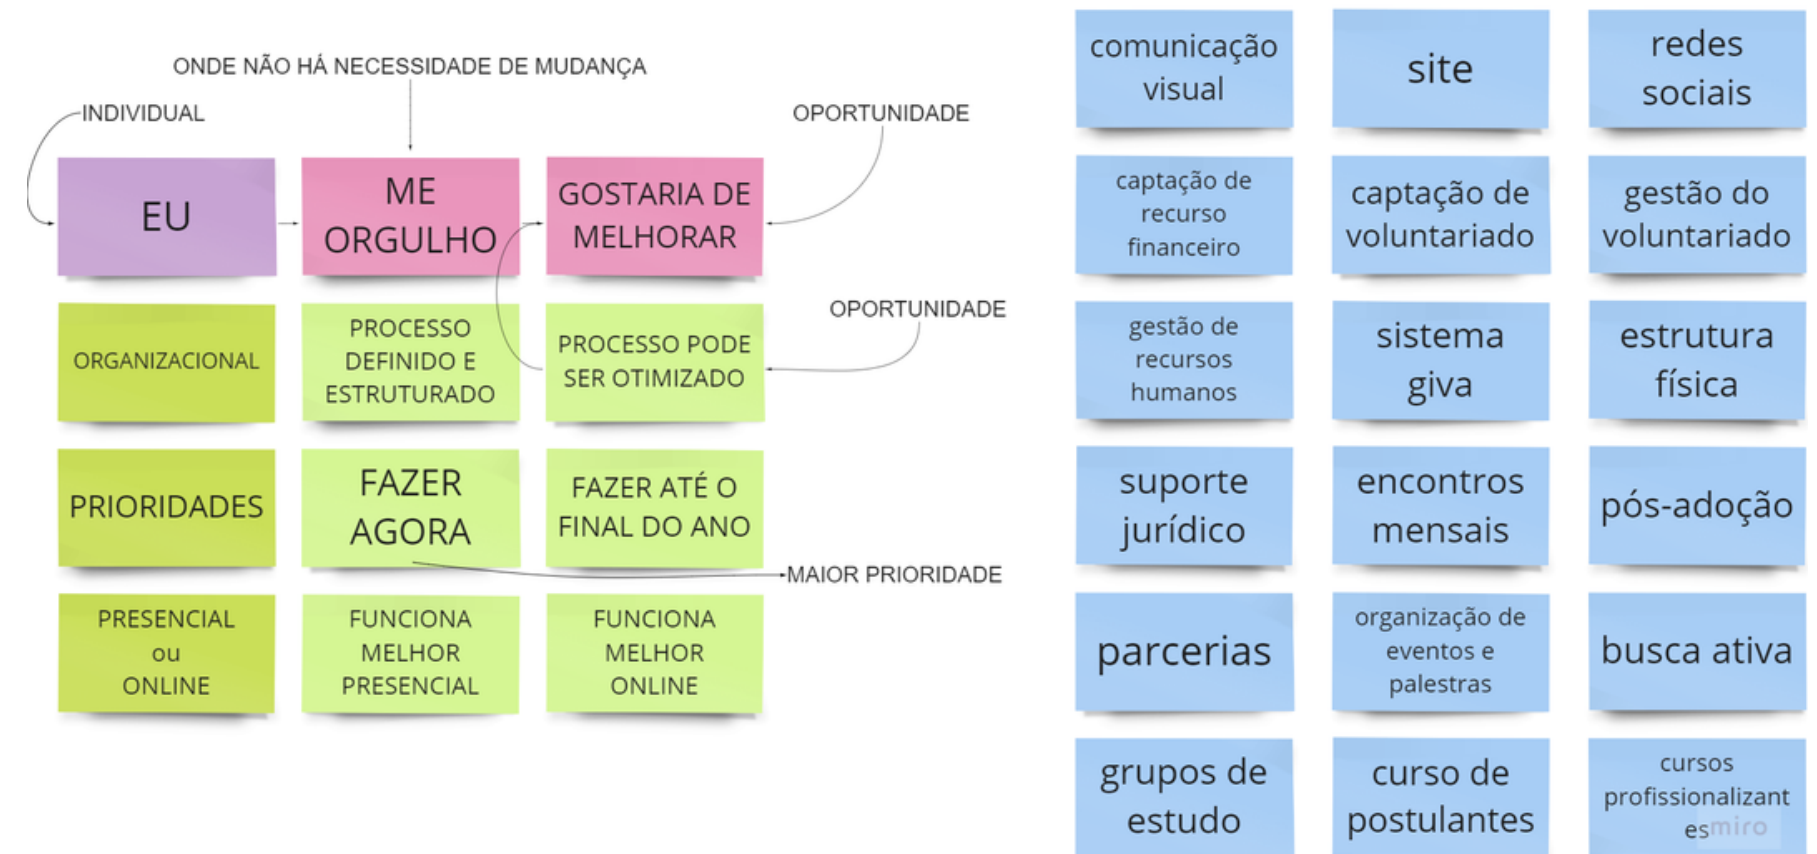 ONDE NÃO HÁ NECESSIDADE DE MUDANÇA
INDIVIDUAL
OPORTUNIDADE
EU
ME
ORGULHO
GOSTARIA DE
MELHORAR
OPORTUNIDADE
ORGANIZACIONAL
PROCESSO
DEFINIDO E
ESTRUTURADO
PROCESSO PODE
SER OTIMIZADO
PRIORIDADES
FAZER
AGORA
FAZER ATÉ O
FINAL DO ANO
MAIOR PRIORIDADE
PRESENCIAL
ou
ONLINE
FUNCIONA
MELHOR
PRESENCIAL
FUNCIONA
MELHOR
ONLINE
comunicação
visual
site
redes
sociais
captação de
recurso
financeiro
captação de
voluntariado
gestão do
voluntariado
gestão de
recursos
humanos
sistema
giva
estrutura
física
suporte
jurídico
encontros
mensais
pós-adoção
parcerias
organização de
eventos e
palestras
busca ativa
grupos de
estudo
curso de
postulantes
cursos
profissionalizant
es
miro